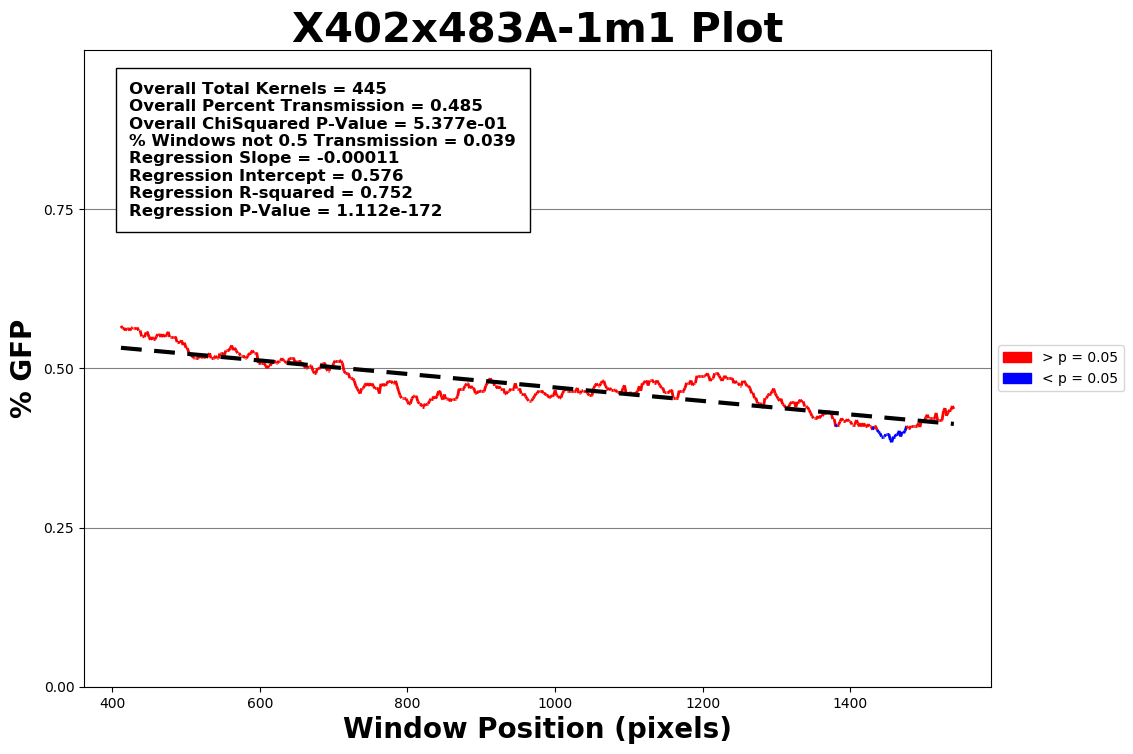 X402x483A-1m1 Plot
Overall Total Kernels = 445
Overall Percent Transmission = 0.485
Overall ChiSquared P-Value = 5.377e-01
% Windows not 0.5 Transmission = 0.039
Regression Slope = -0.00011
Regression Intercept = 0.576
Regression R-squared = 0.752
Regression P-Value = 1.112e-172
0.75
0.50
0.25
0.00
% GFP
> p = 0.05
< p = 0.05
400 600 800 1000 1200 1400
Window Position (pixels)